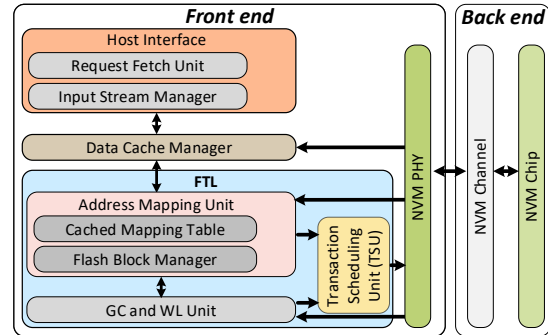 Front end
Back end
Host Interface
Request Fetch Unit
Input Stream Manager
Data Cache Manager
FTL
Address Mapping Unit
Cached Mapping Table
Flash Block Manager
GC and WL Unit
Transaction
Scheduling
Unit (TSU)
NVM PHY
NVM Channel
NVM Chip